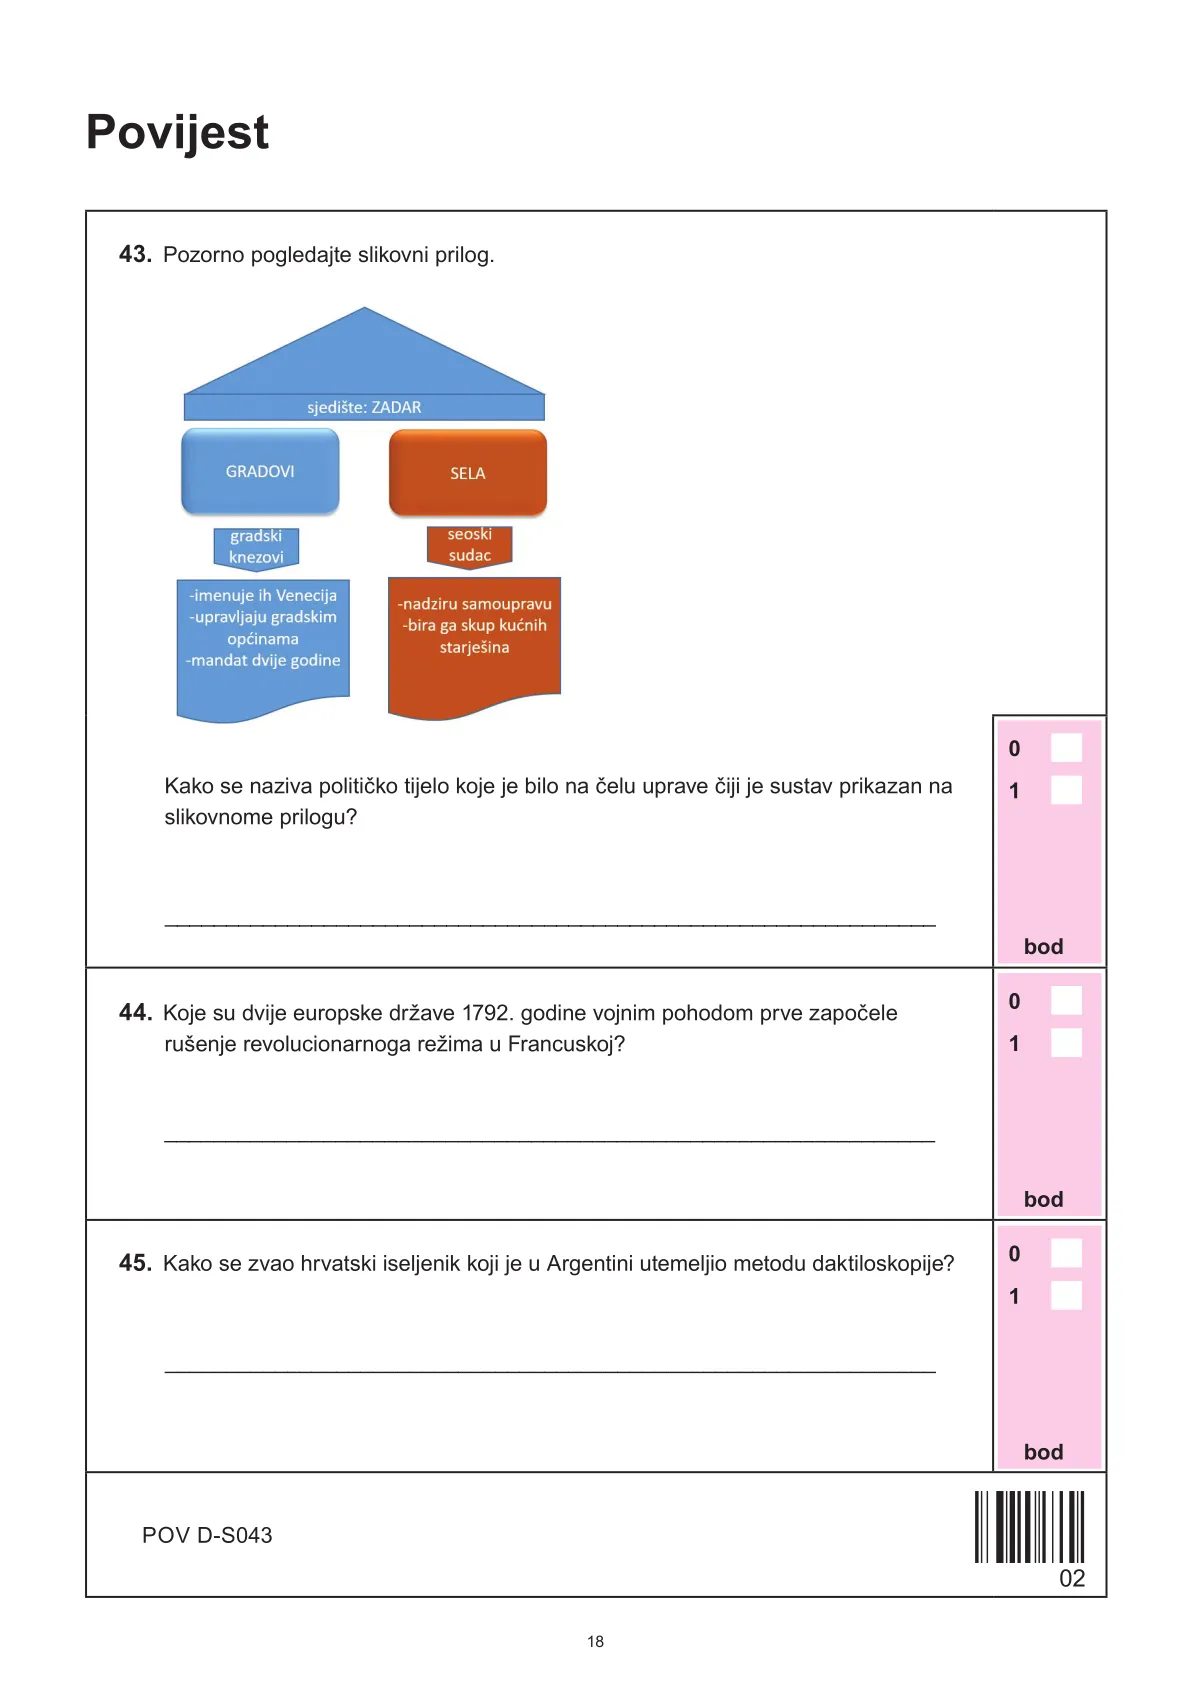 Povijest
43. Pozorno pogledajte slikovni prilog.
sjedište: ZADAR
GRADOVI
SELA
gradski
knezovi
seoski
sudac
-imenuje ih Venecija
-upravljaju gradskim
općinama
-mandat dvije godine
-nadziru samoupravu
-bira ga skup kućnih
starješina
Kako se naziva političko tijelo koje je bilo na čelu uprave čiji je sustav prikazan na
slikovnome prilogu?
0
1
bod
44. Koje su dvije europske države 1792. godine vojnim pohodom prve započele
rušenje revolucionarnoga režima u Francuskoj?
0
1
bod
45. Kako se zvao hrvatski iseljenik koji je u Argentini utemeljio metodu daktiloskopije?
0
1
bod
POV D-S043
02
18